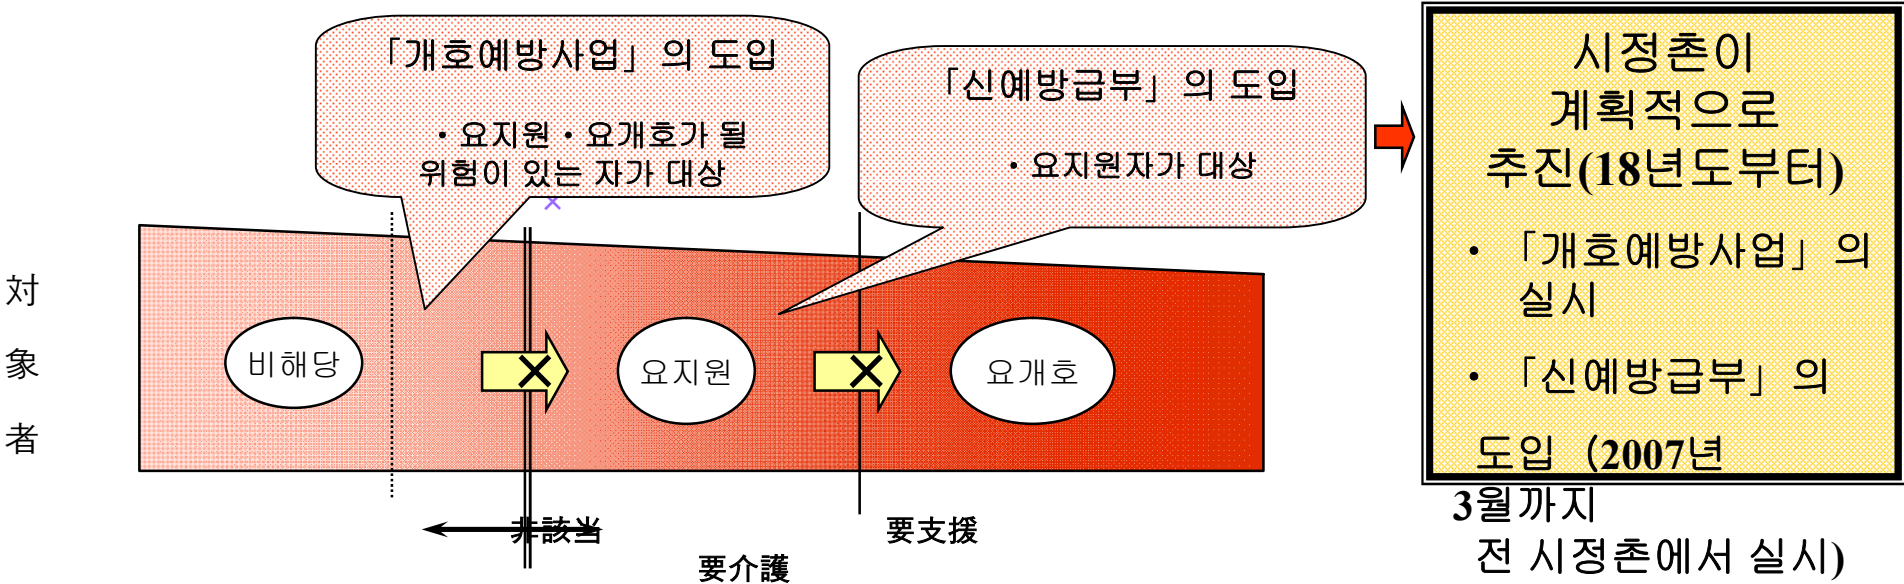 「개호예방사업」의 도입
・요지원・요개호가 될
위험이 있는 자가 대상
「신예방급부」의 도입
・요지원자가 대상
시정촌이
계획적으로
추진(18년도부터)
・ 「개호예방사업」의
실시
・ 「신예방급부」의
도입 (2007년
3월까지
전 시정촌에서 실시)
対
象
者
비해당
요지원
요개호
非該当
要支援
要介護